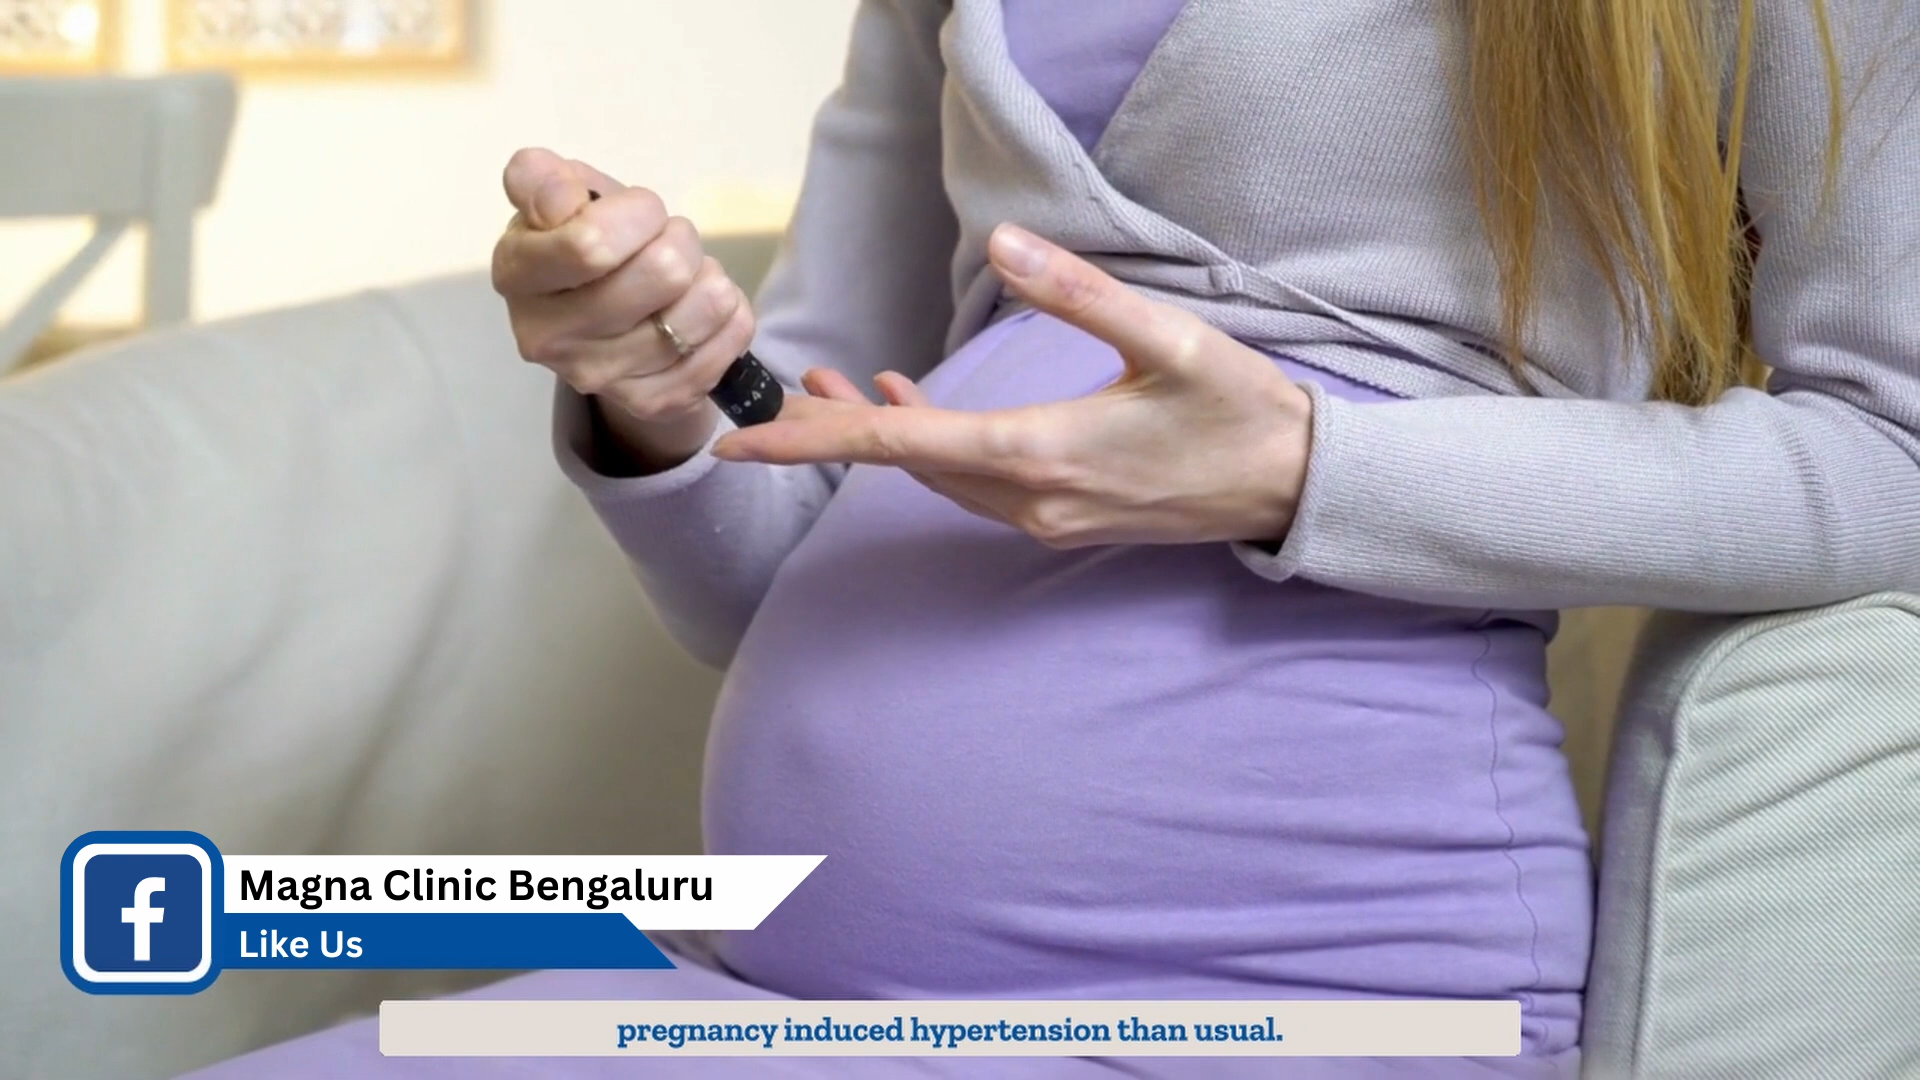 Magna Clinic Bengaluru
Like Us
pregnancy induced hypertension than usual.